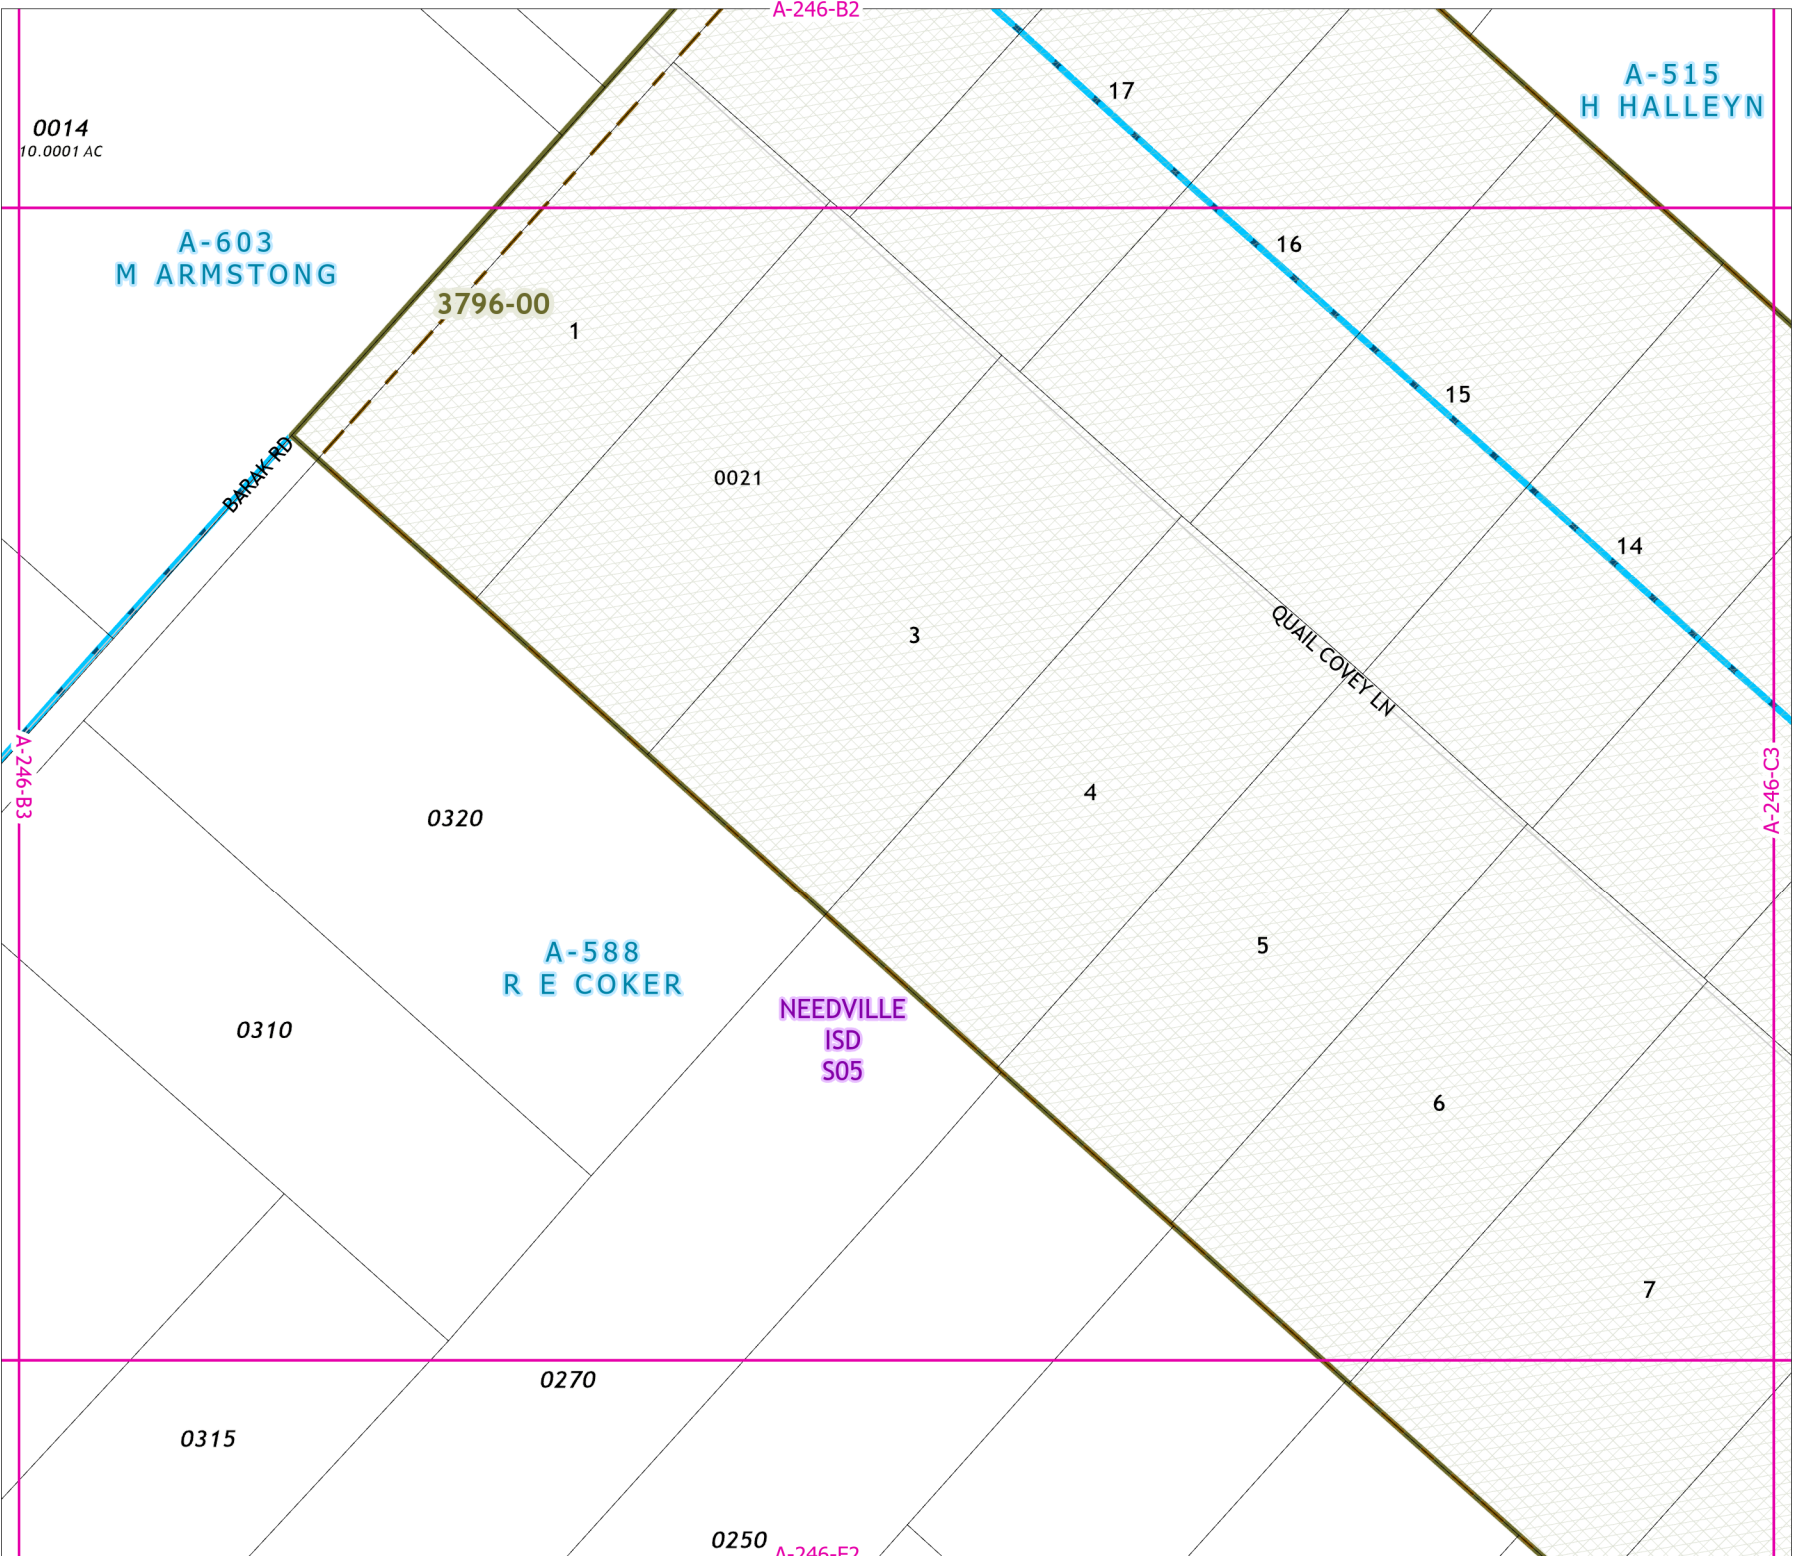 A-246-B2
17
A-515
H HALLEYN
0014
10.0001 AC
A-603
M ARMSTONG
16
3796-00
1
15
BARAK RD
0021
14
3
QUAIL COVEY LN
A-246-B3
A-246-C3
4
0320
5
A-588
R E COKER
NEEDVILLE
ISD
S05
0310
6
7
0270
0315
0250